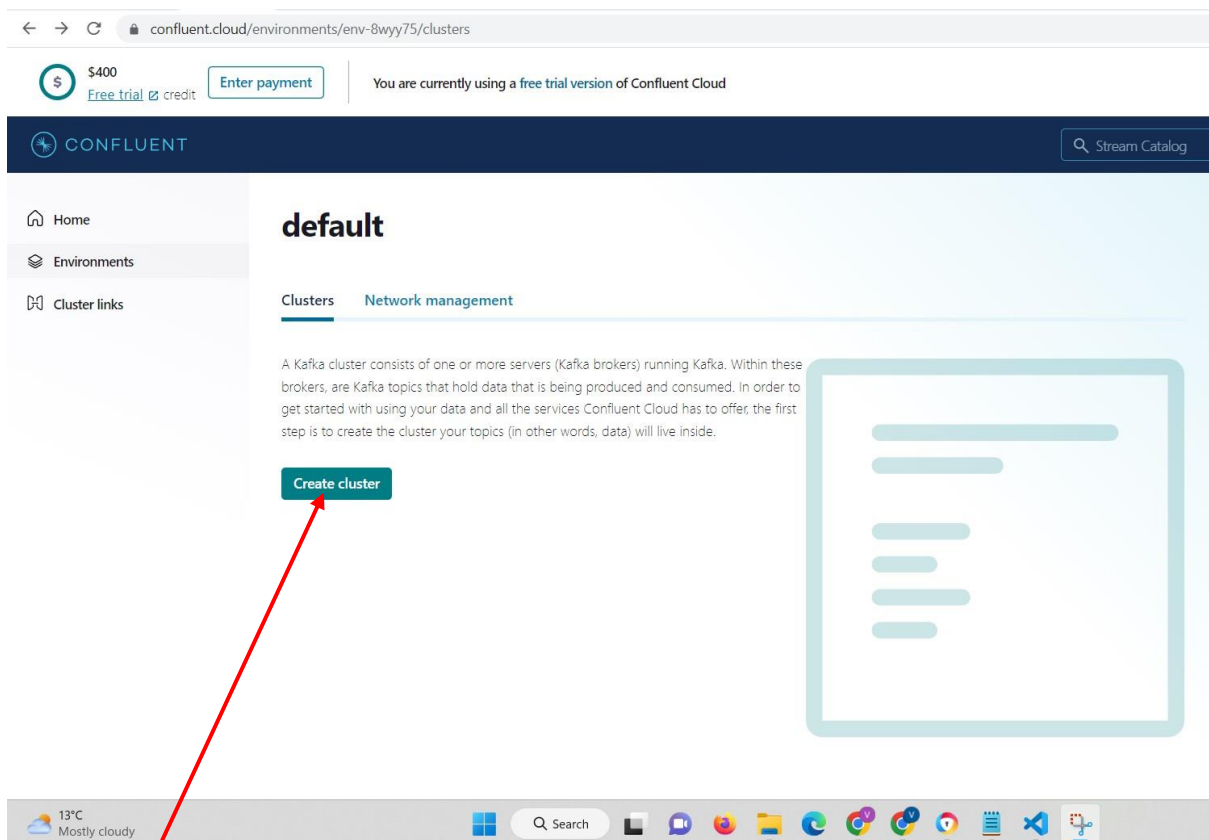 confluent.cloud/environments/env-8wyy75/clusters
$
$400
Free trial credit
Enter payment
You are currently using a free trial version of Confluent Cloud
CONFLUENT
Stream Catalog
Home
Environments
Cluster links
default
Clusters
Network management
A Kafka cluster consists of one or more servers (Kafka brokers) running Kafka. Within these
brokers, are Kafka topics that hold data that is being produced and consumed. In order to
get started with using your data and all the services Confluent Cloud has to offer, the first
step is to create the cluster your topics (in other words, data) will live inside.
Create cluster
13°C
Mostly cloudy
Search
V
V